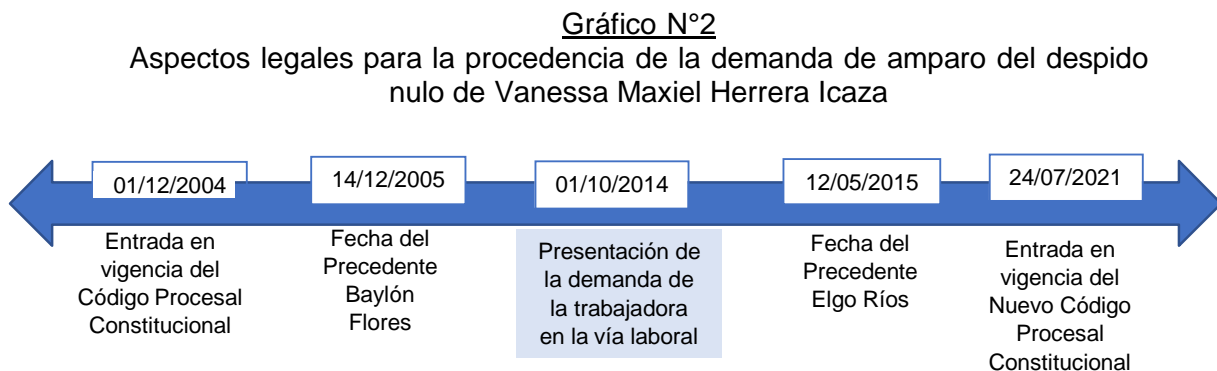 Gráfico N°2
Aspectos legales para la procedencia de la demanda de amparo del despido
nulo de Vanessa Maxiel Herrera Icaza
01/12/2004
14/12/2005
01/10/2014
12/05/2015
24/07/2021
Entrada en
vigencia del
Código Procesal
Constitucional
Fecha del
Precedente
Baylón
Flores
Presentación de
la demanda de
la trabajadora
en la vía laboral
Fecha del
Precedente
Elgo Ríos
Entrada en
vigencia del
Nuevo Código
Procesal
Constitucional